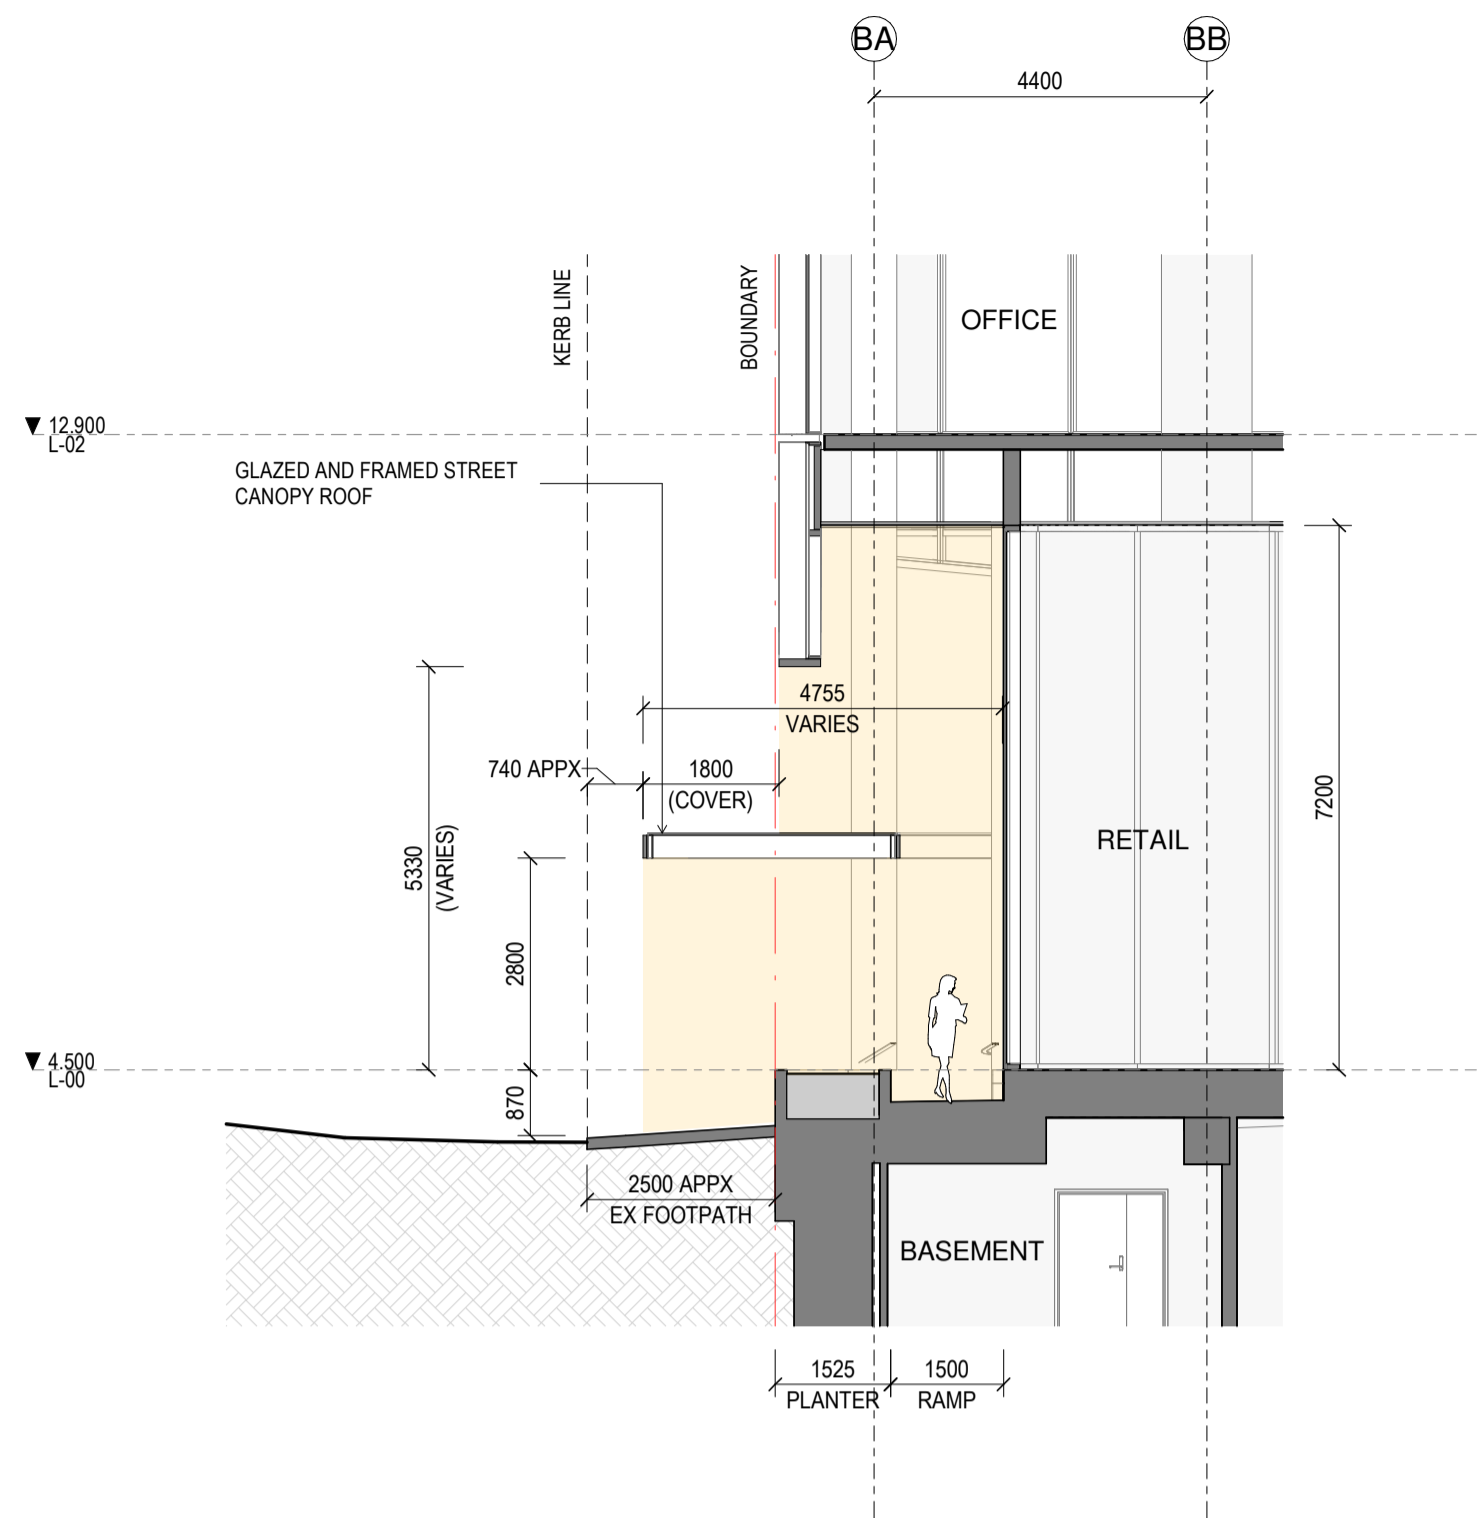 BA
BB
4400
KERB LINE
BOUNDARY
OFFICE
12.900
L-02
GLAZED AND FRAMED STREET
CANOPY ROOF
4755
VARIES
740 APPX
1800
(COVER)
7200
RETAIL
5330
(VARIES)
2800
4.500
L-00
870
2500 APPX
EX FOOTPATH
BASEMENT
1525
PLANTER
1500
RAMP